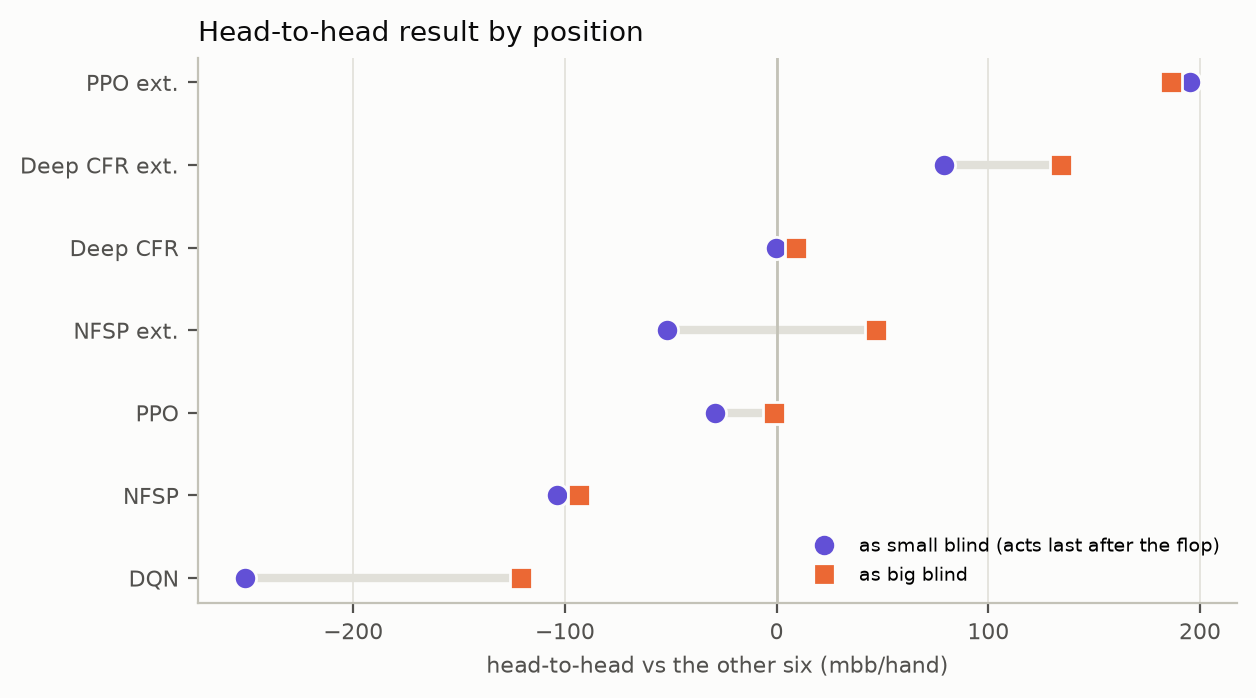 Head-to-head result by position
PPO ext.
Deep CFR ext.
Deep CFR
NFSP ext.
PPO
NFSP
DQN
as small blind (acts last after the flop)
as big blind
−200
−100
0
100
200
head-to-head vs the other six (mbb/hand)